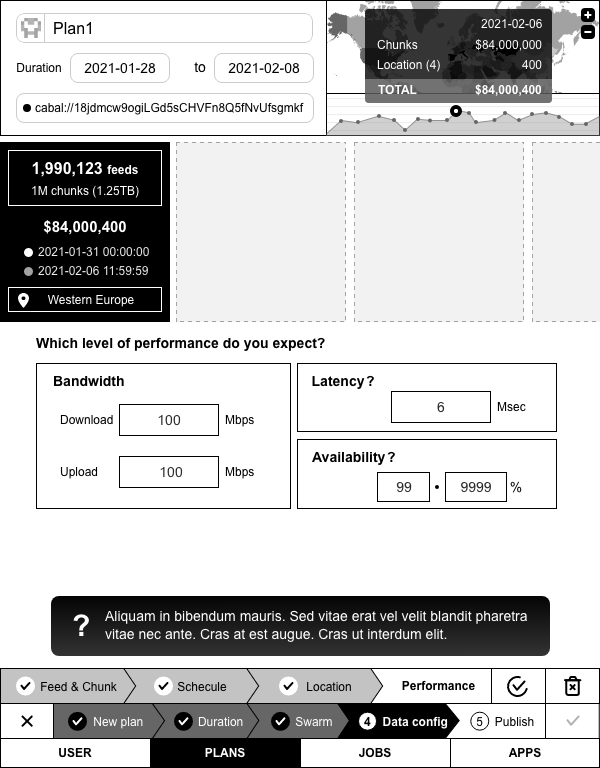 Plan1
Duration 2021-01-28 to 2021-02-08
cabal://18jdmcw9ogiLGd5sCHVFn8Q5fNvUfsgmkf
2021-02-06
Chunks $84,000,000
Location (4) 400
TOTAL $84,000,400
1,990,123 feeds
1M chunks (1.25TB)
$84,000,400
2021-01-31 00:00:00
2021-02-06 11:59:59
Western Europe
Which level of performance do you expect?
Bandwidth
Download 100 Mbps
Upload 100 Mbps
Latency?
6 Msec
Availability?
99 • 9999 %
? Aliquam in bibendum mauris. Sed vitae erat vel velit blandit pharetra
vitae nec ante. Cras at est augue. Cras ut interdum elit.
Feed & Chunk Schecule Location Performance
New plan Duration Swarm 4 Data config 5 Publish
USER PLANS JOBS APPS